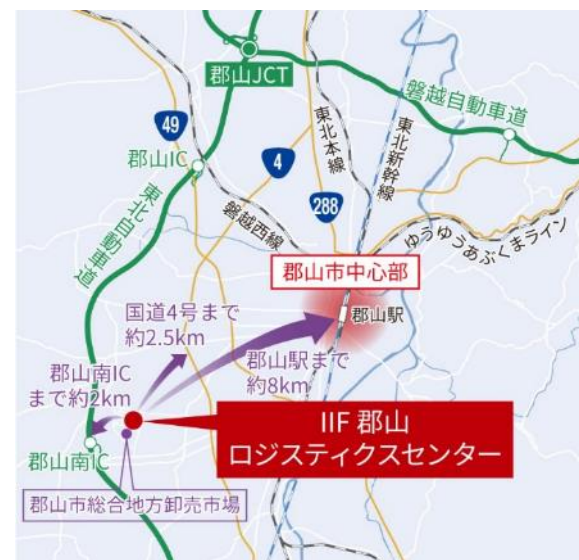 郡山JCT
磐越自動車道
49
東北本線
東北新幹線
4
郡山IC
288
東北自動車道
磐越西線
ゆうゆうあぶくまライン
郡山市中心部
国道4号まで
約2.5km
郡山駅
郡山南IC
まで約2km
郡山駅まで
約8km
IIF 郡山
ロジスティクスセンター
郡山南IC
郡山市総合地方卸売市場